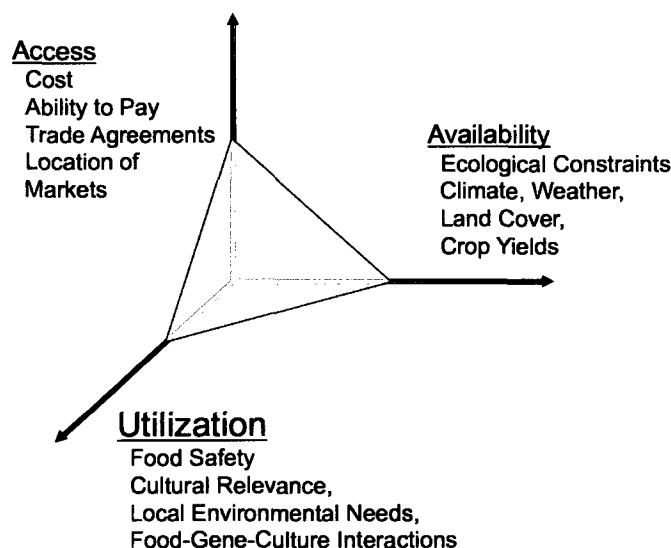 Access
Cost
Ability to Pay
Trade Agreements
Location of
Markets
Availability
Ecological Constraints
Climate, Weather,
Land Cover,
Crop Yields
Utilization
Food Safety
Cultural Relevance,
Local Environmental Needs,
Food-Gene-Culture Interactions